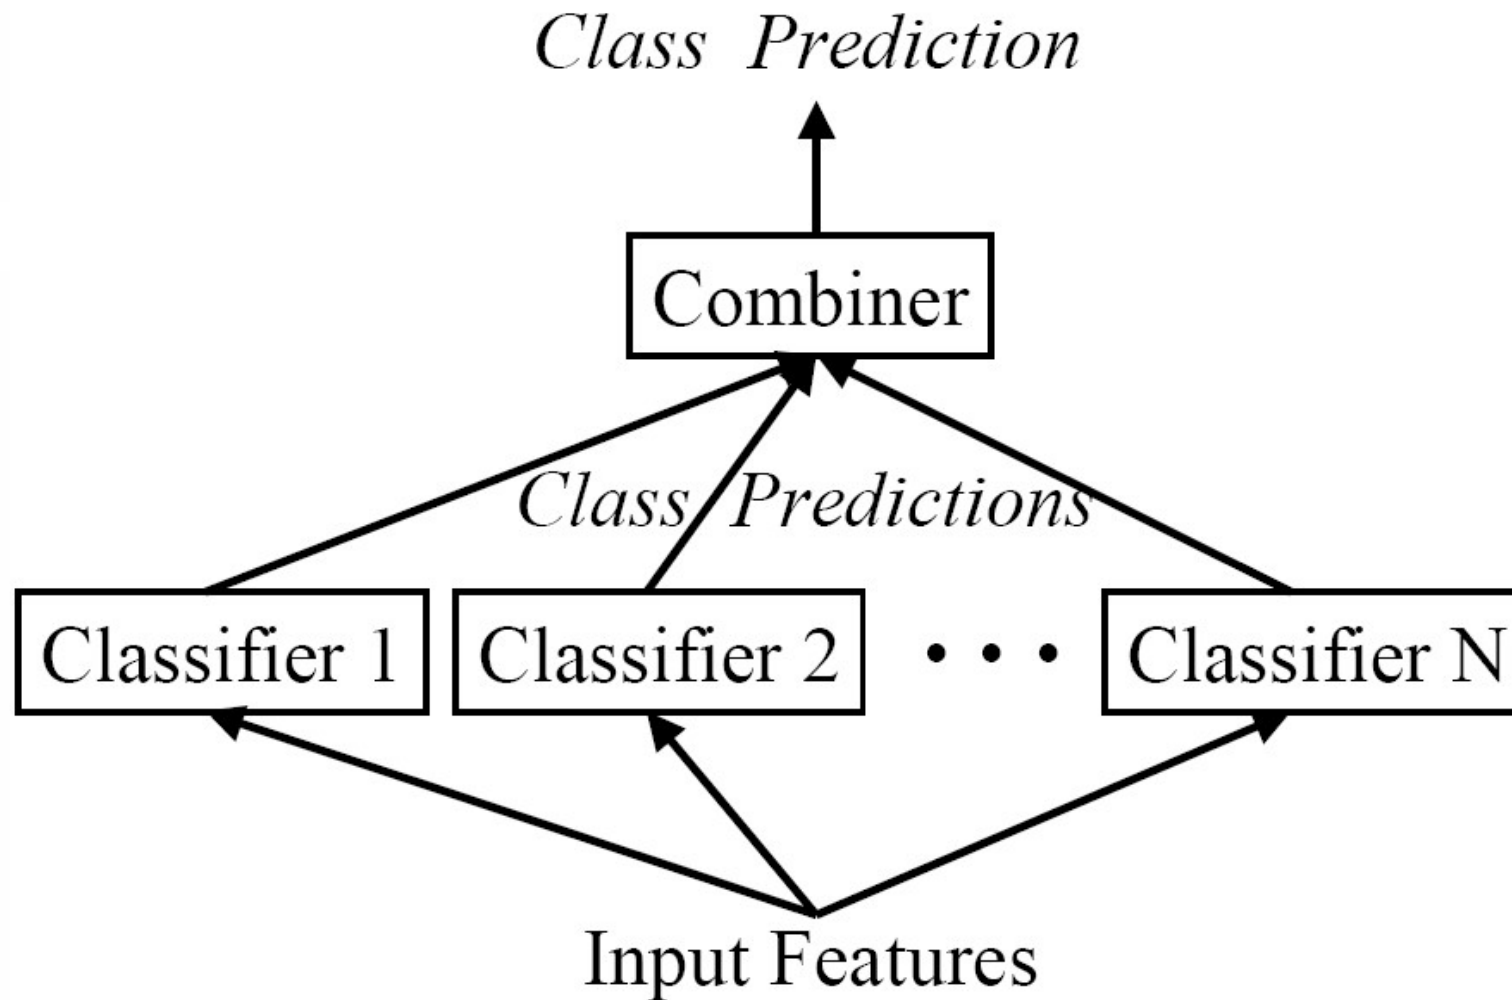 Class Prediction
Combiner
Class Predictions
Classifier 1 Classifier 2 • • • Classifier N
Input Features